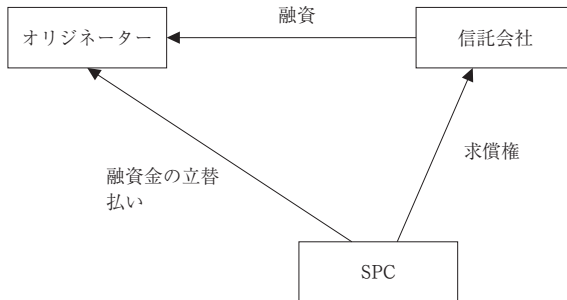 融資
オリジネーター
信託会社
求償権
融資金の立替
払い
SPC